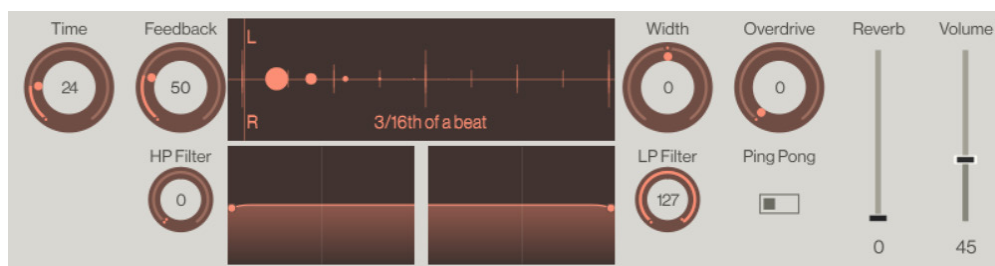 Time
Feedback
L
Width
Overdrive
Reverb
Volume
24
50
0
0
R
3/16th of a beat
HP Filter
LP Filter
Ping Pong
0
127
0
45